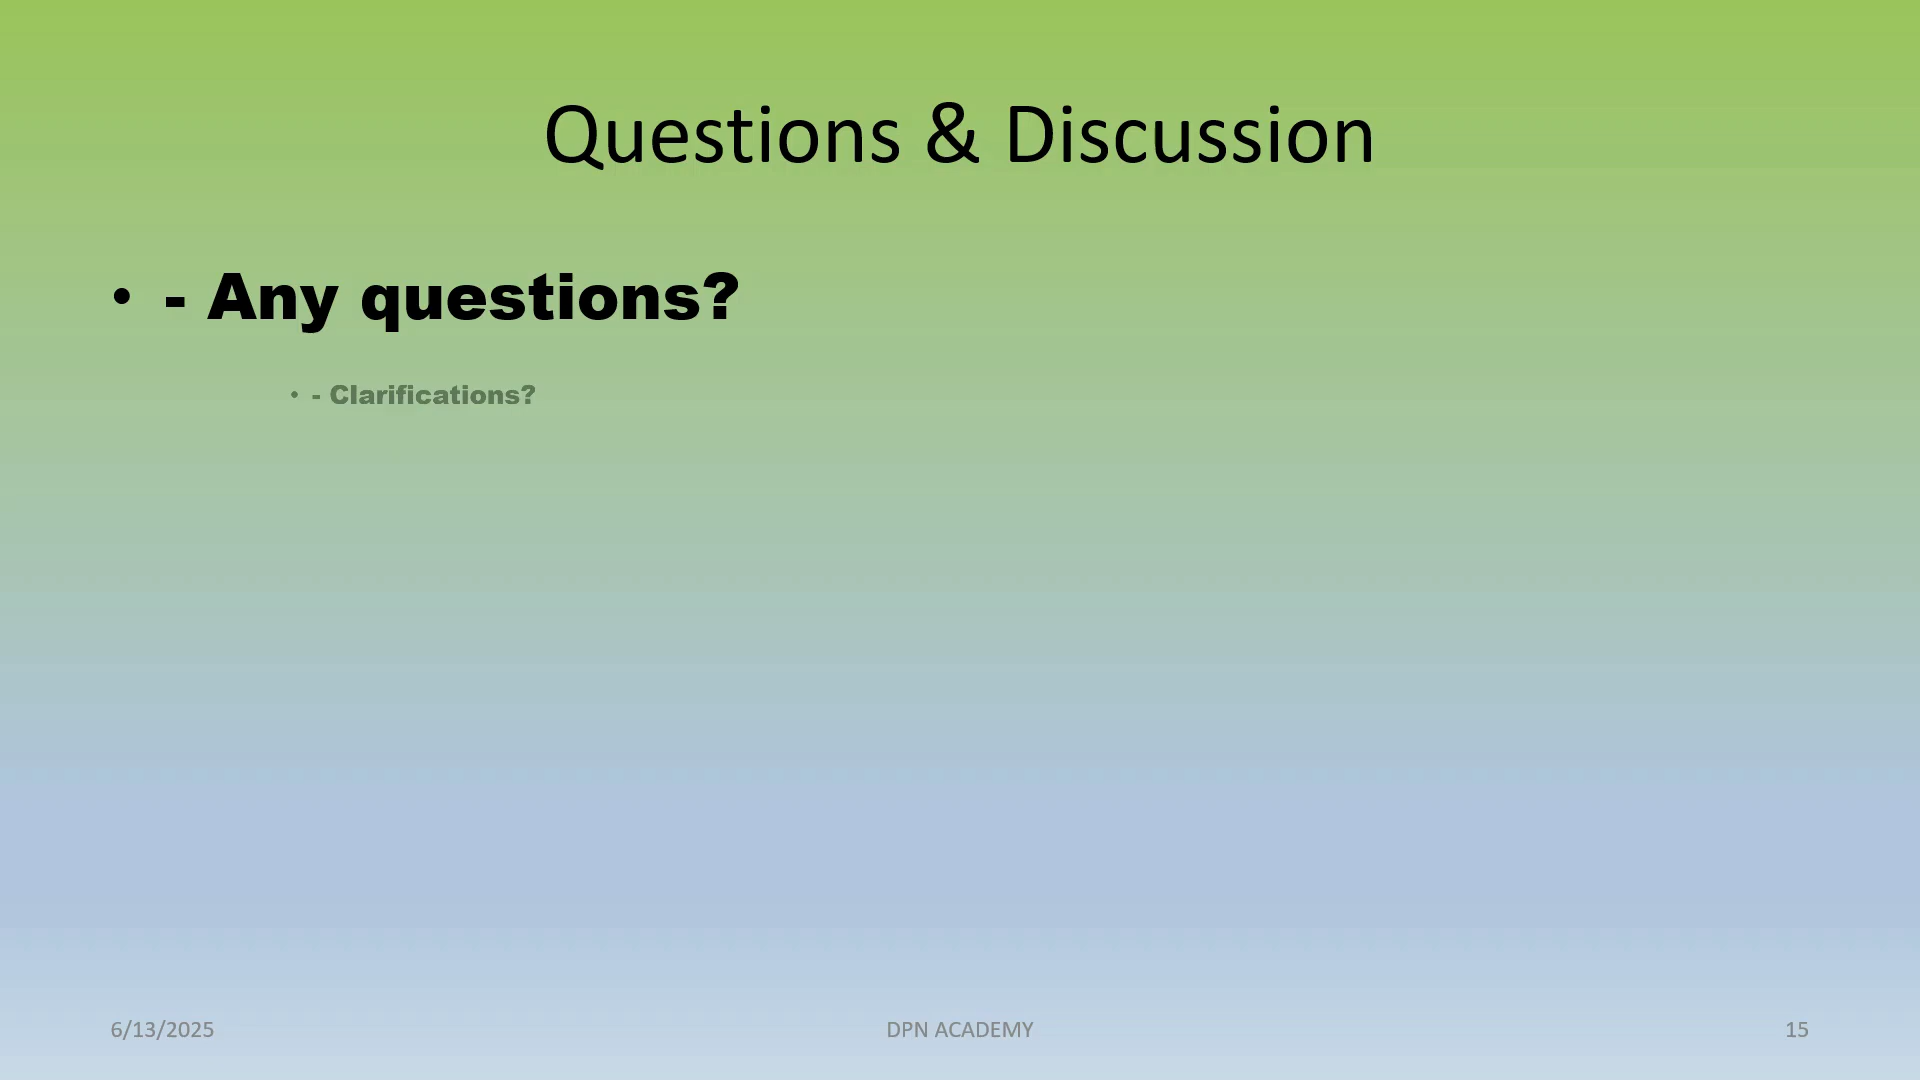 Questions & Discussion
• - Any questions?
• - Clarifications?
6/13/2025
DPN ACADEMY
15